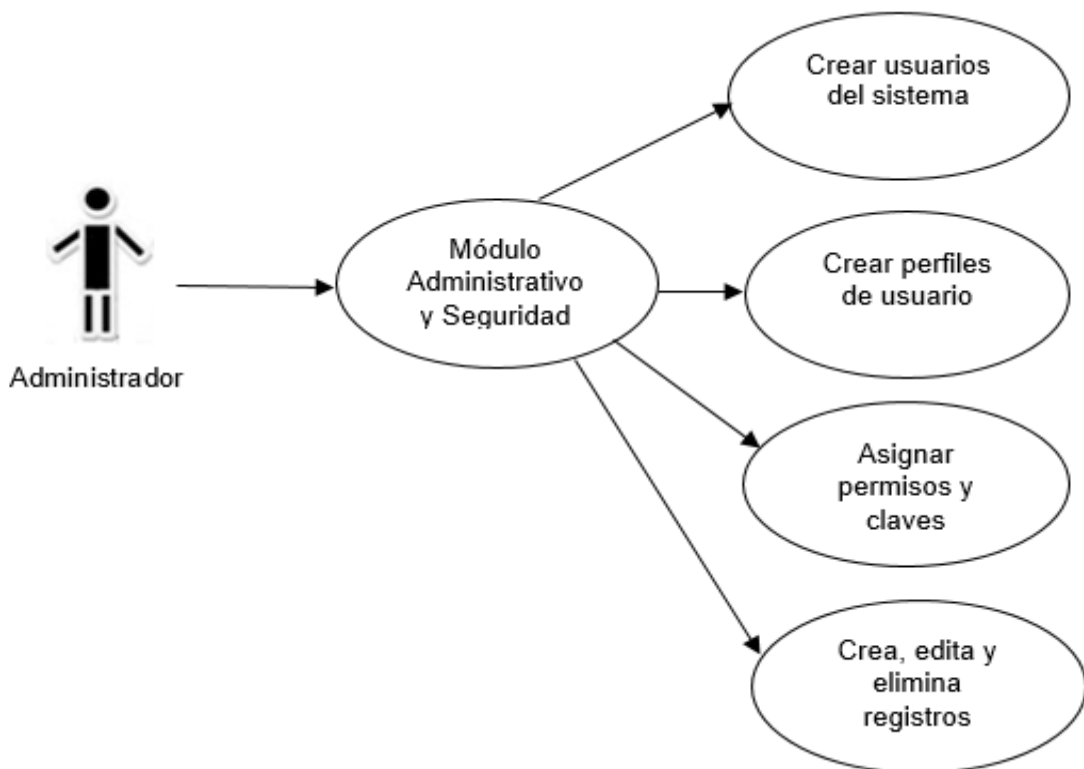 Crear usuarios
del sistema
Módulo
Administrativo
y Seguridad
Crear perfiles
de usuario
Administrador
Asignar
permisos y
claves
Crea, edita y
elimina
registros